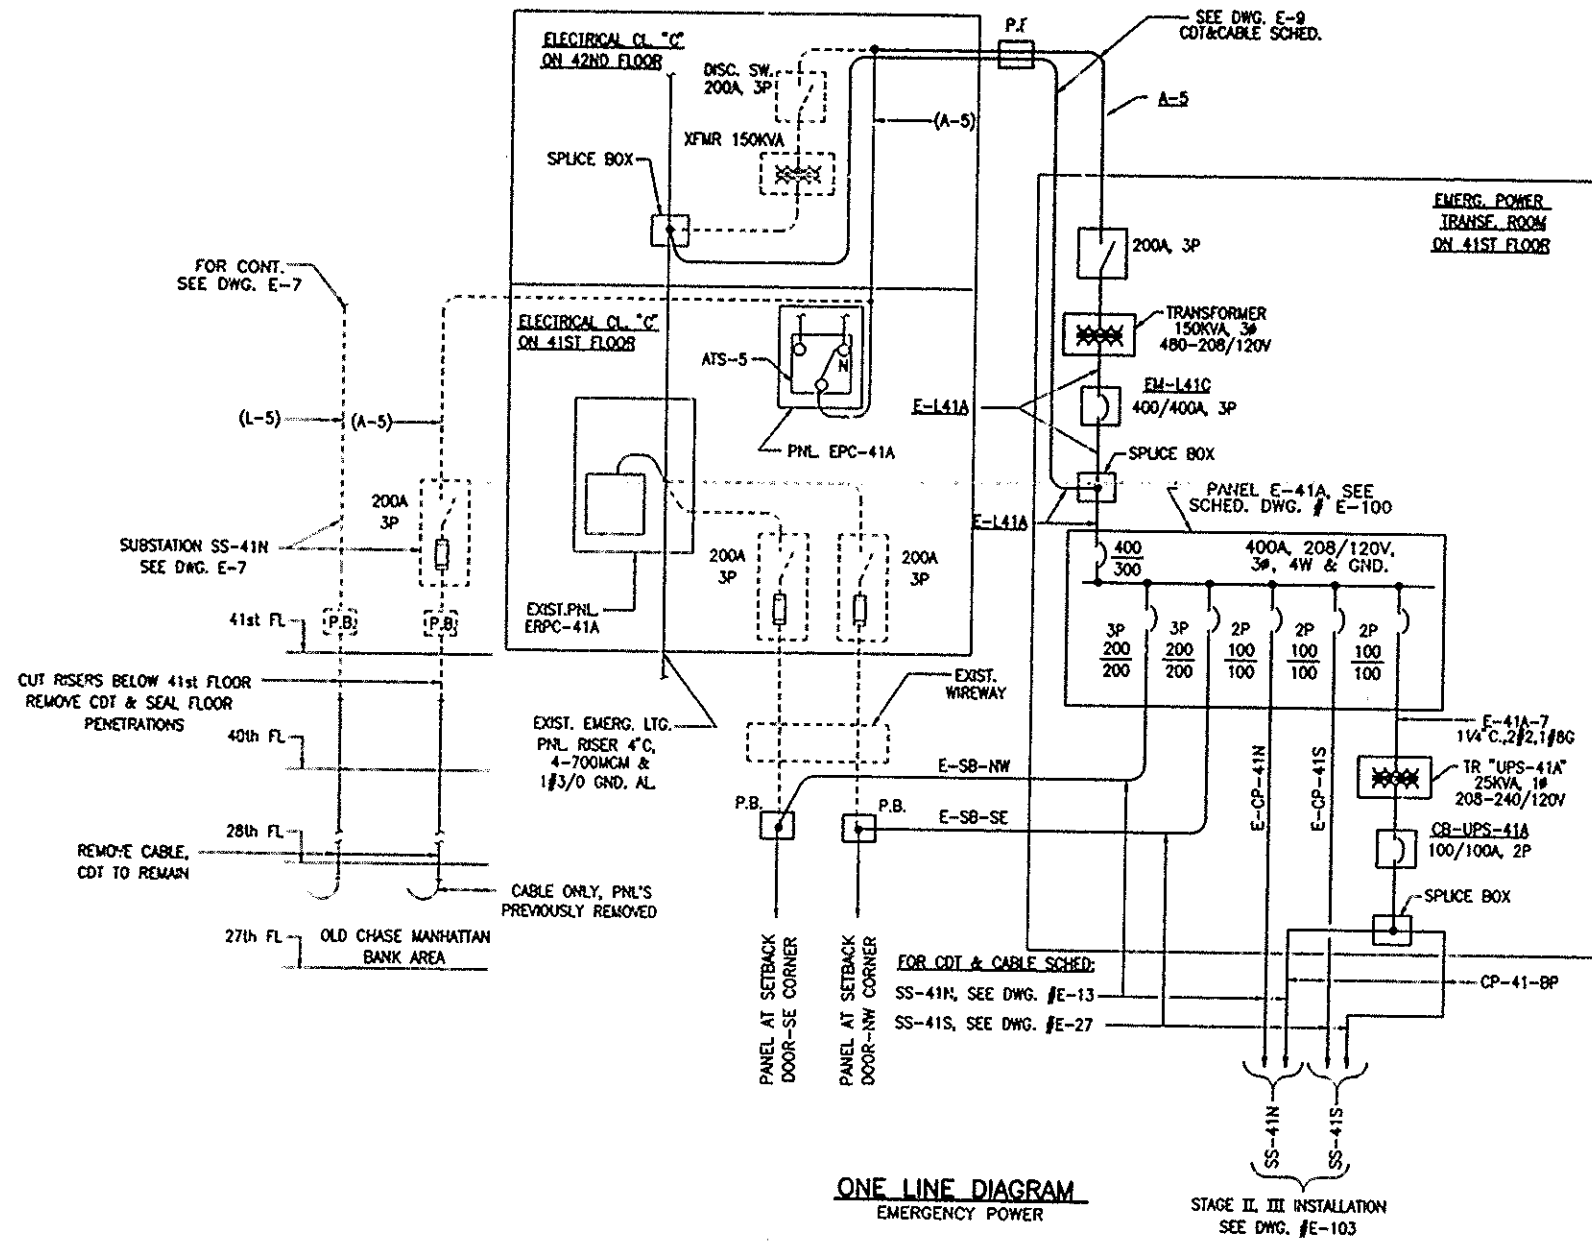 ELECTRICAL CL. "C"
ON 42ND FLOOR
DISC. SW.
200A, 3P
XFMR 150KVA
SPLICE BOX
(A-5)
SEE DWG. E-9
CDT&CABLE SCHED.
A-5
EMERG. POWER
TRANSF. ROOM
ON 41ST FLOOR
200A, 3P
TRANSFORMER
150KVA, 3ø
480-208/120V
EM-L41C
400/400A, 3P
E-L41A
SPLICE BOX
PANEL E-41A, SEE
SCHED. DWG. # E-100
E-L41A
FOR CONT.
SEE DWG. E-7
(L-5)
(A-5)
200A
3P
SUBSTATION SS-41N
SEE DWG. E-7
P.B.
P.B.
41st FL
CUT RISERS BELOW 41st FLOOR
REMOVE CDT & SEAL FLOOR
PENETRATIONS
40th FL
28th FL
REMOVE CABLE,
CDT TO REMAIN
CABLE ONLY, PNL'S
PREVIOUSLY REMOVED
27th FL
OLD CHASE MANHATTAN
BANK AREA
ELECTRICAL CL. "C"
ON 41ST FLOOR
ATS-5
N
PNL. EPC-41A
EXIST.PNL.
ERPC-41A
200A
3P
200A
3P
EXIST. EMERG. LTG.
PNL. RISER 4"C,
4-700MCM &
1#3/0 GND. AL.
EXIST.
WIREWAY
P.B.
P.B.
E-SB-NW
E-SB-SE
PANEL AT SETBACK
DOOR-SE CORNER
PANEL AT SETBACK
DOOR-NW CORNER
400
300
400A, 208/120V,
3ø, 4W & GND.
3P
200
200
3P
200
200
2P
100
100
2P
100
100
2P
100
100
E-41A-7
1¼"C.,2#2,1#8G
TR "UPS-41A"
25KVA, 1ø
208-240/120V
CB-UPS-41A
100/100A, 2P
SPLICE BOX
E-CP-41N
E-CP-41S
CP-41-BP
FOR CDT & CABLE SCHED:
SS-41N, SEE DWG. #E-13
SS-41S, SEE DWG. #E-27
SS-41N
SS-41S
STAGE II, III INSTALLATION
SEE DWG. #E-103
ONE LINE DIAGRAM
EMERGENCY POWER